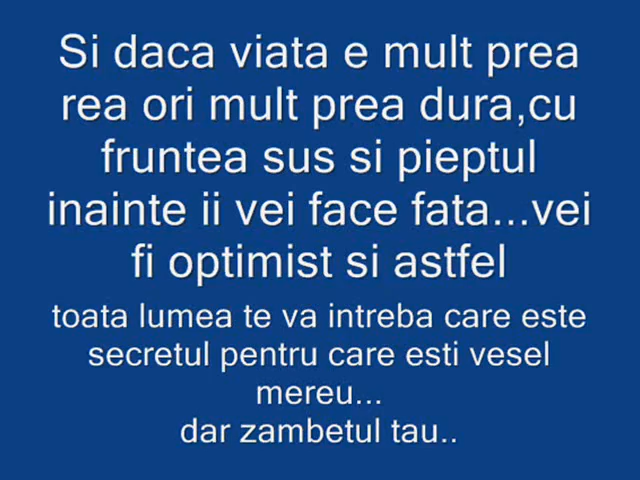 Si daca viata e mult prea
rea ori mult prea dura,cu
fruntea sus si pieptul
inainte ii vei face fata...vei
fi optimist si astfel
toata lumea te va intreba care este
secretul pentru care esti vesel
mereu...
dar zambetul tau..